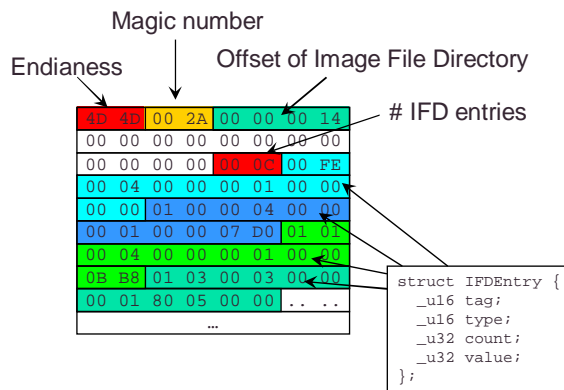 Magic number
Endianess
Offset of Image File Directory
# IFD entries
4D 4D 00 2A 00 00 00 14
00 00 00 00 00 00 00 00
00 00 00 00 00 0C 00 FE
00 04 00 00 00 01 00 00
00 00 01 00 00 04 00 00
00 01 00 00 07 D0 01 01
00 04 00 00 00 01 00 00
0B B8 01 03 00 03 00 00
00 01 80 05 00 00 .. ..
…
struct IFDEntry {
_u16 tag;
_u16 type;
_u32 count;
_u32 value;
};